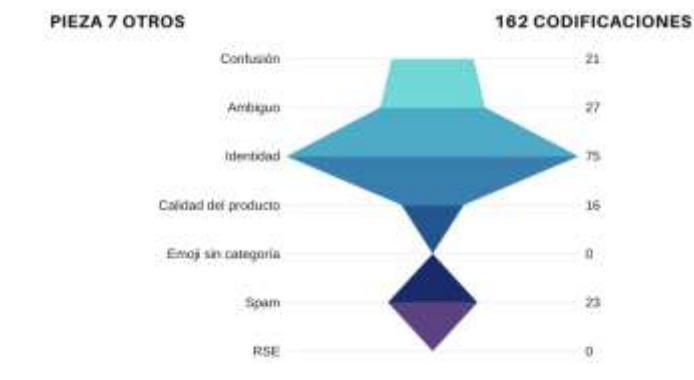 PIEZA 7 OTROS
162 CODIFICACIONES
Confusión 21
Ambiguo 27
Identidad 75
Calidad del producto 16
Emoji sin categoría 0
Spam 23
RSE 0